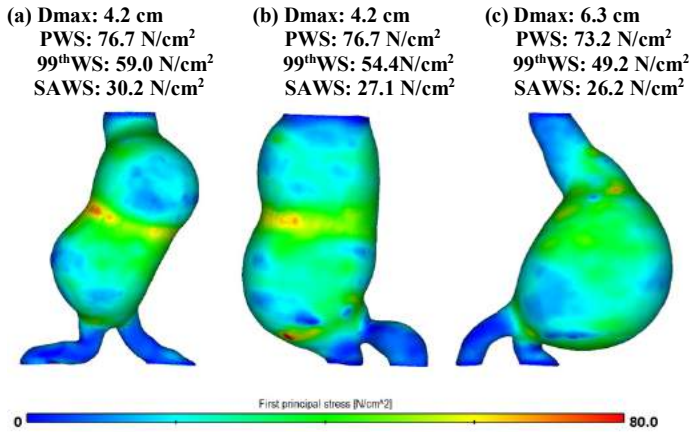 (a) Dmax: 4.2 cm
PWS: 76.7 N/cm²
99ᵗʰWS: 59.0 N/cm²
SAWS: 30.2 N/cm²
(b) Dmax: 4.2 cm
PWS: 76.7 N/cm²
99ᵗʰWS: 54.4N/cm²
SAWS: 27.1 N/cm²
(c) Dmax: 6.3 cm
PWS: 73.2 N/cm²
99ᵗʰWS: 49.2 N/cm²
SAWS: 26.2 N/cm²
First principal stress [N/cm^2]
0 80.0